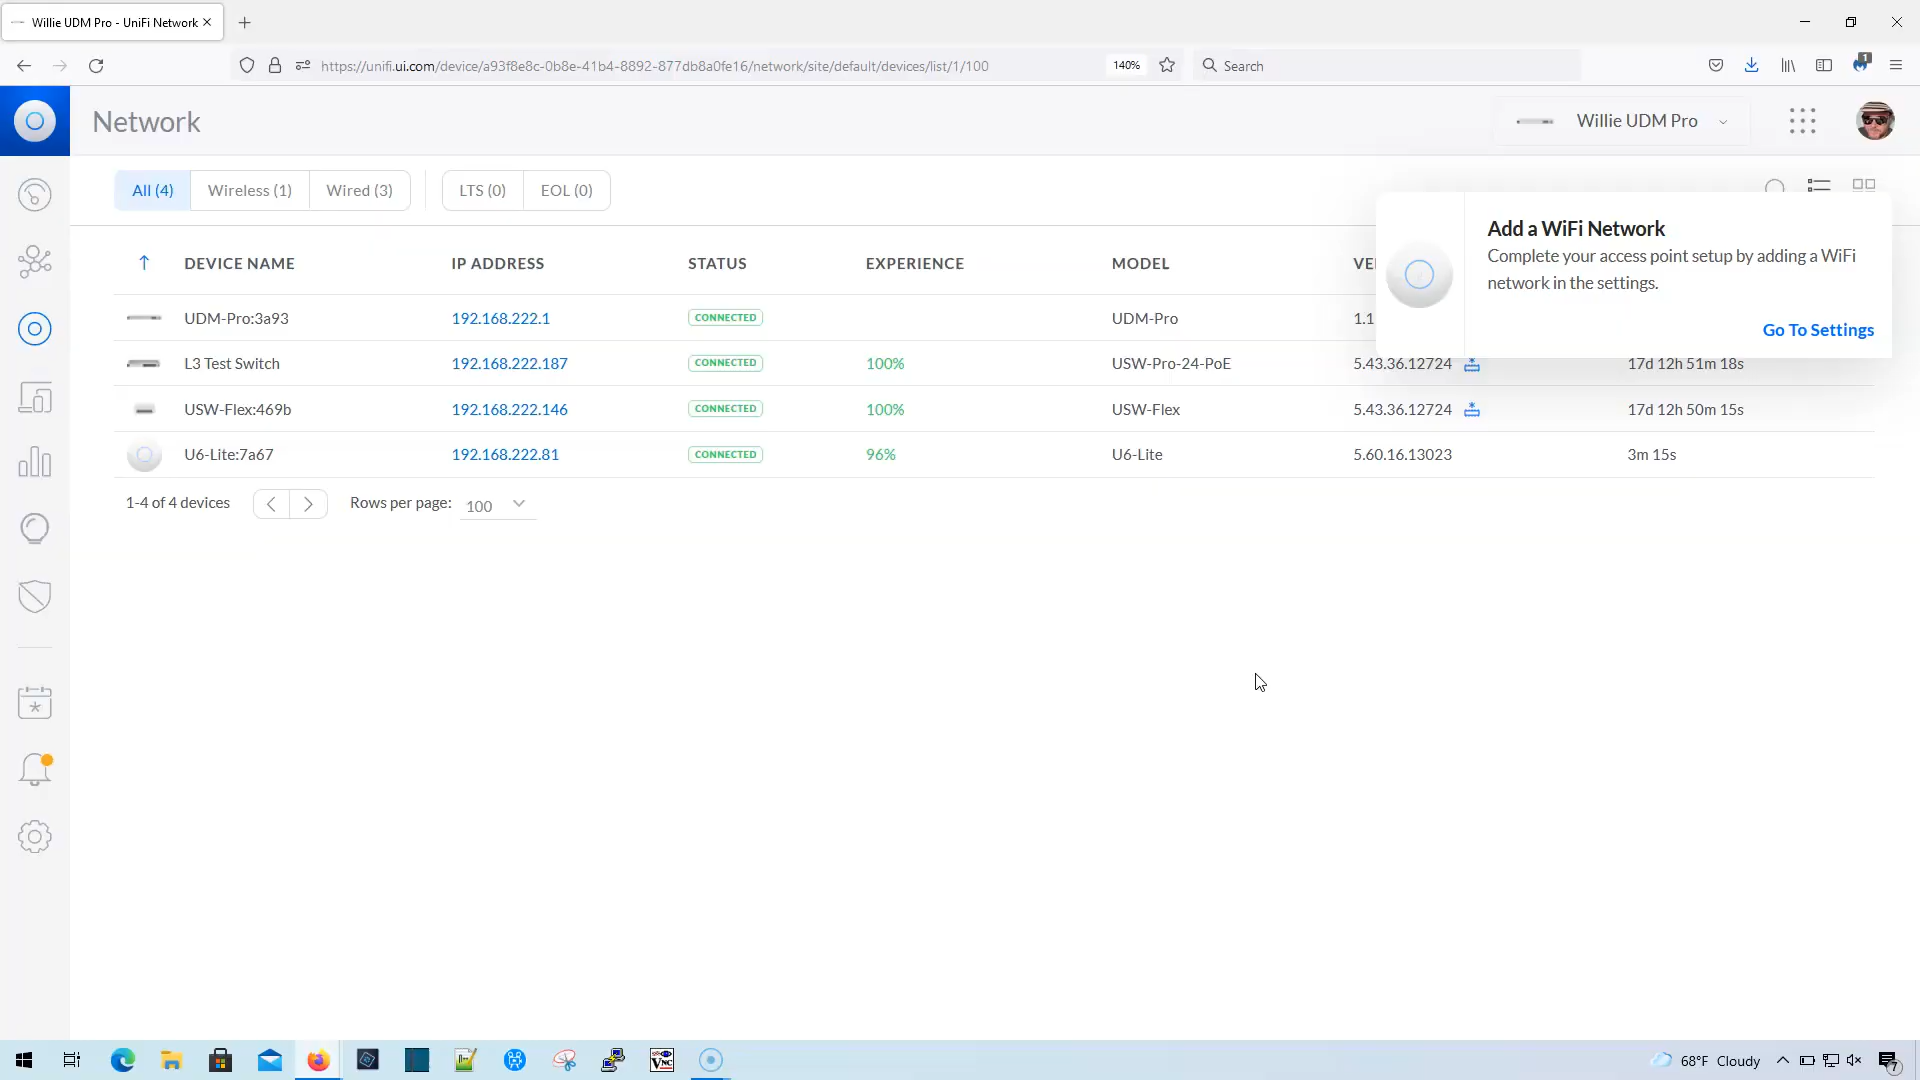 Willie UDM Pro - UniFi Network
https://unifi.ui.com/device/a93f8e8c-0b8e-41b4-8892-877db8a0fe16/network/site/default/devices/list/1/100
140%
Search
1
Network
Willie UDM Pro
All (4) Wireless (1) Wired (3) LTS (0) EOL (0)
Add a WiFi Network
Complete your access point setup by adding a WiFi
network in the settings.
Go To Settings
DEVICE NAME IP ADDRESS STATUS EXPERIENCE MODEL
UDM-Pro:3a93 192.168.222.1 CONNECTED UDM-Pro 1.1
L3 Test Switch 192.168.222.187 CONNECTED 100% USW-Pro-24-PoE 5.43.36.12724 17d 12h 51m 18s
USW-Flex:469b 192.168.222.146 CONNECTED 100% USW-Flex 5.43.36.12724 17d 12h 50m 15s
U6-Lite:7a67 192.168.222.81 CONNECTED 96% U6-Lite 5.60.16.13023 3m 15s
1-4 of 4 devices Rows per page: 100
VNC
68°F Cloudy
7